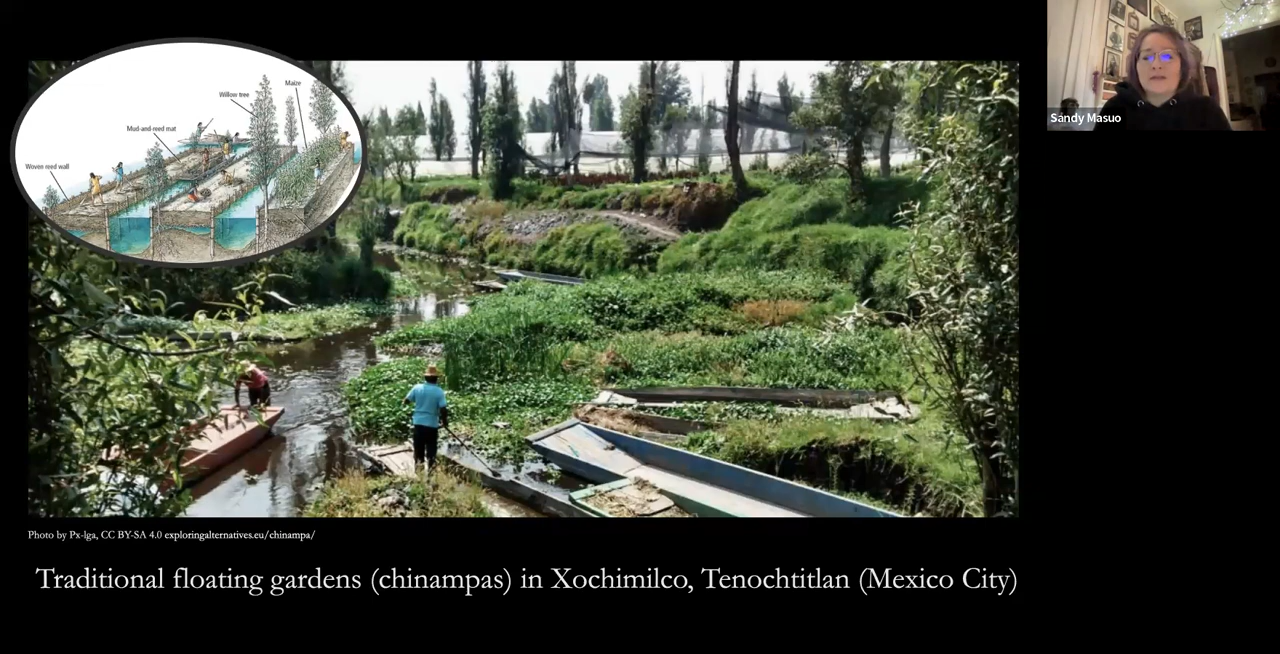 Maize
Willow tree
Mud-and-reed mat
Woven reed wall
Sandy Masuo
Photo by Px-lga, CC BY-SA 4.0 exploringalternatives.eu/chinampa/
Traditional floating gardens (chinampas) in Xochimilco, Tenochtitlan (Mexico City)